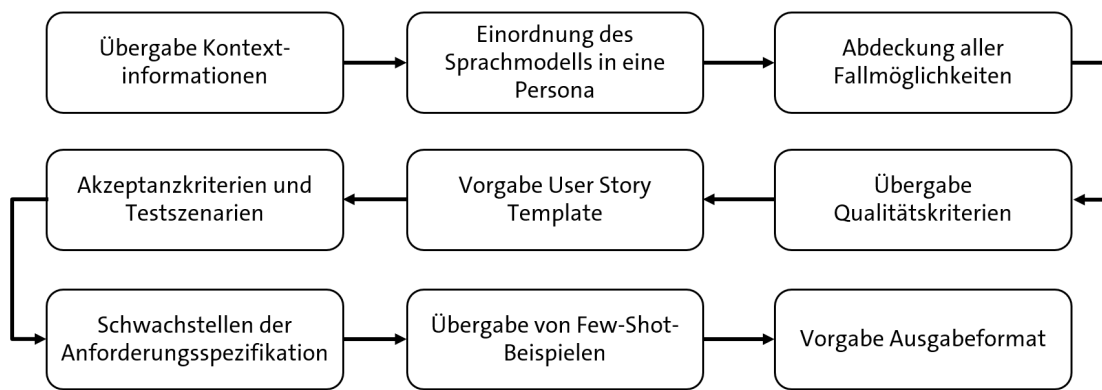 Übergabe Kontext-
informationen
Einordnung des
Sprachmodells in eine
Persona
Abdeckung aller
Fallmöglichkeiten
Übergabe
Qualitätskriterien
Vorgabe User Story
Template
Akzeptanzkriterien und
Testszenarien
Schwachstellen der
Anforderungsspezifikation
Übergabe von Few-Shot-
Beispielen
Vorgabe Ausgabeformat